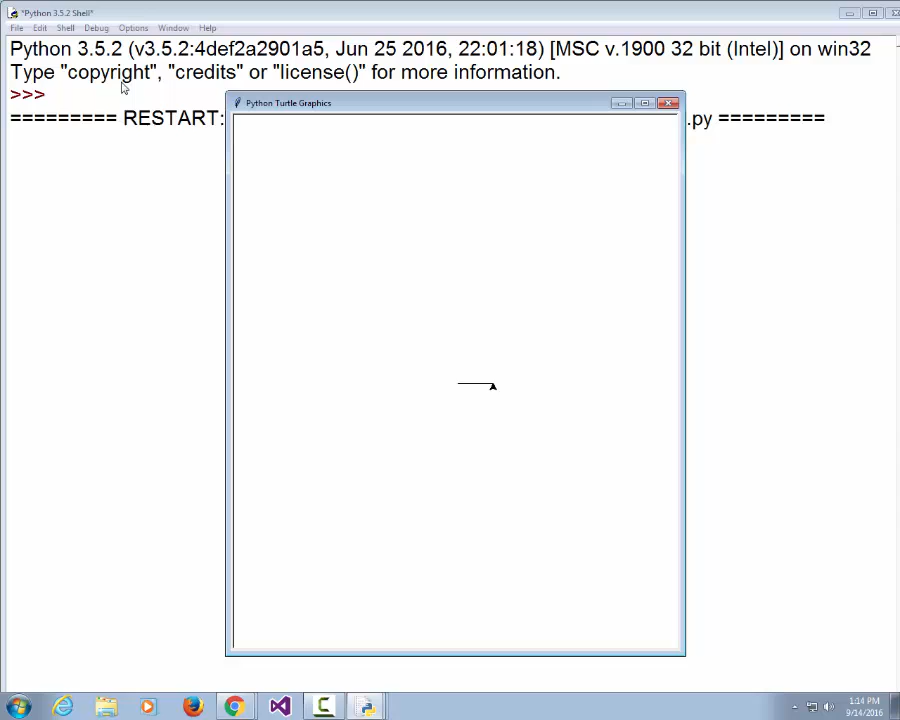 *Python 3.5.2 Shell*
File Edit Shell Debug Options Window Help
Python 3.5.2 (v3.5.2:4def2a2901a5, Jun 25 2016, 22:01:18) [MSC v.1900 32 bit (Intel)] on win32
Type "copyright", "credits" or "license()" for more information.
>>>
========= RESTART: .py =========
Python Turtle Graphics
1:14 PM
9/14/2016